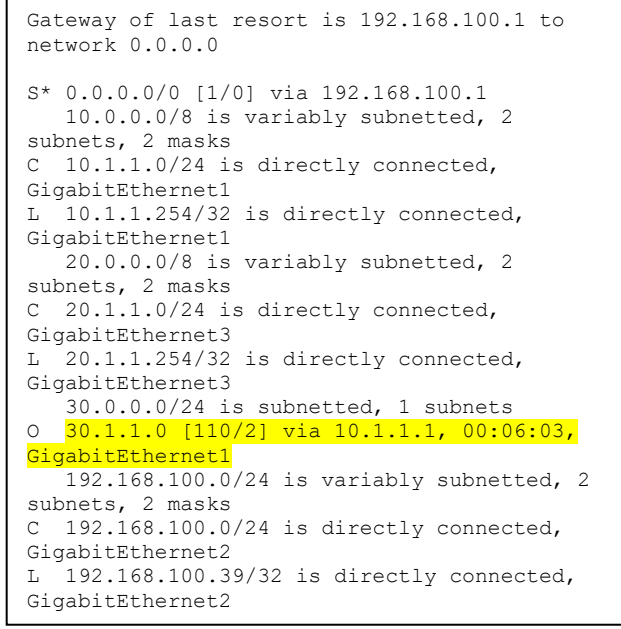 Gateway of last resort is 192.168.100.1 to
network 0.0.0.0

S* 0.0.0.0/0 [1/0] via 192.168.100.1
   10.0.0.0/8 is variably subnetted, 2
subnets, 2 masks
C  10.1.1.0/24 is directly connected,
GigabitEthernet1
L  10.1.1.254/32 is directly connected,
GigabitEthernet1
   20.0.0.0/8 is variably subnetted, 2
subnets, 2 masks
C  20.1.1.0/24 is directly connected,
GigabitEthernet3
L  20.1.1.254/32 is directly connected,
GigabitEthernet3
   30.0.0.0/24 is subnetted, 1 subnets
O  30.1.1.0 [110/2] via 10.1.1.1, 00:06:03,
GigabitEthernet1
   192.168.100.0/24 is variably subnetted, 2
subnets, 2 masks
C  192.168.100.0/24 is directly connected,
GigabitEthernet2
L  192.168.100.39/32 is directly connected,
GigabitEthernet2